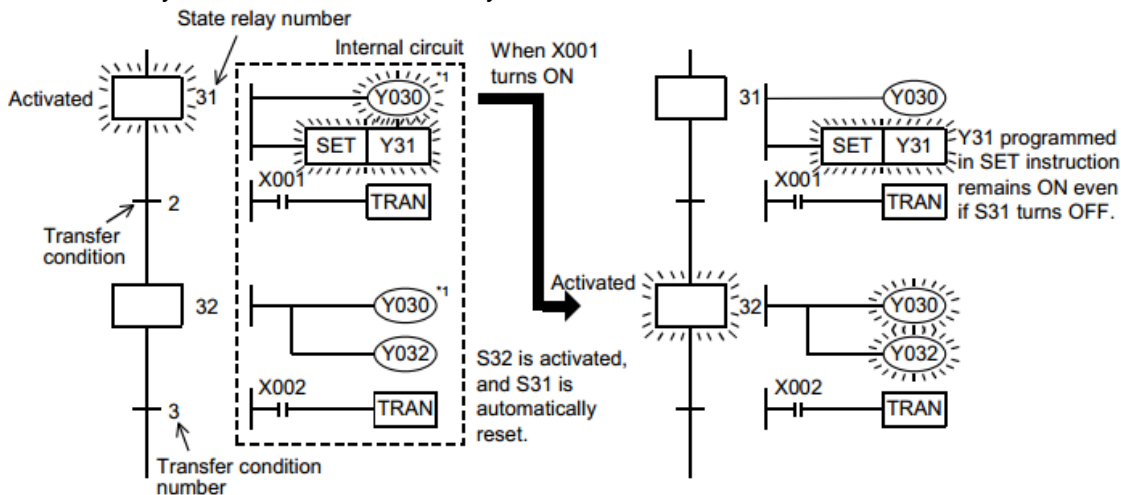 State relay number
Internal circuit
Activated
31
Y030
*1
SET Y31
X001
TRAN
2
Transfer
condition
32
Y030
*1
Y032
X002
TRAN
3
Transfer condition
number
When X001
turns ON
Activated
S32 is activated,
and S31 is
automatically
reset.
31
Y030
SET Y31
X001
TRAN
Y31 programmed
in SET instruction
remains ON even
if S31 turns OFF.
32
Y030
Y032
X002
TRAN